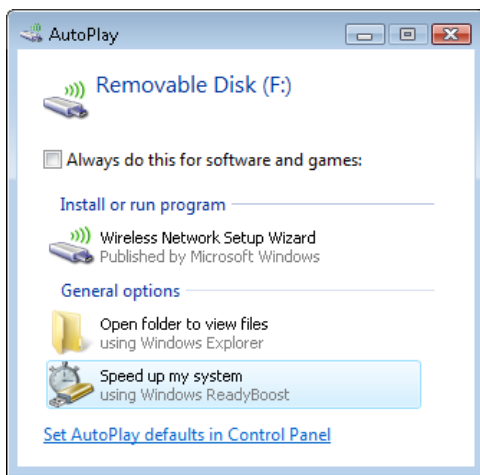 AutoPlay
Removable Disk (F:)
Always do this for software and games:
Install or run program
Wireless Network Setup Wizard
Published by Microsoft Windows
General options
Open folder to view files
using Windows Explorer
Speed up my system
using Windows ReadyBoost
Set AutoPlay defaults in Control Panel